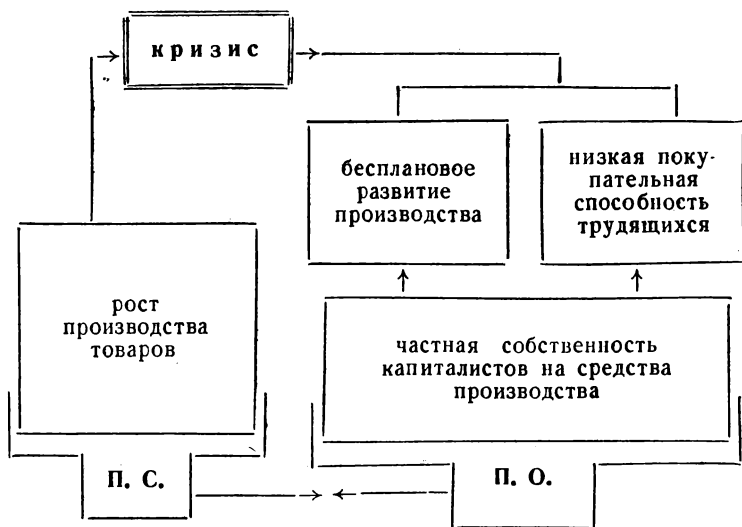 кризис
бесплановое
развитие
производства
низкая поку-
пательная
способность
трудящихся
рост
производства
товаров
частная собственность
капиталистов на средства
производства
П. С.
П. О.